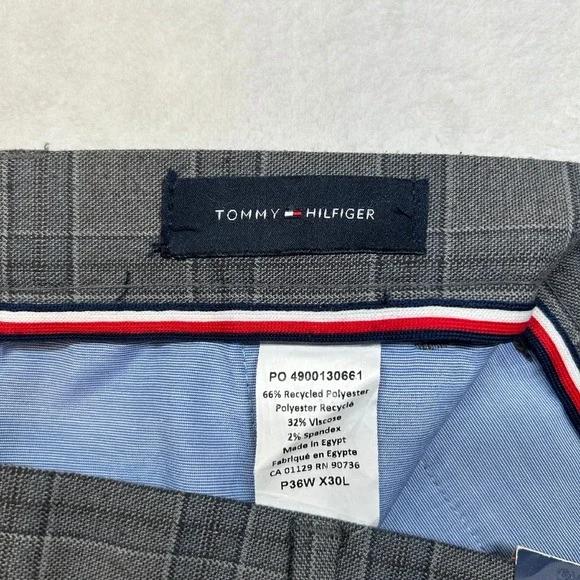 TOMMY HILFIGER
PO 4900130661
66% Recycled Polyester
Polyester Recyclé
32% Viscose
2% Spandex
Made in Egypt
Fabriqué en Egypte
CA 01129 RN 90736
P36W X30L